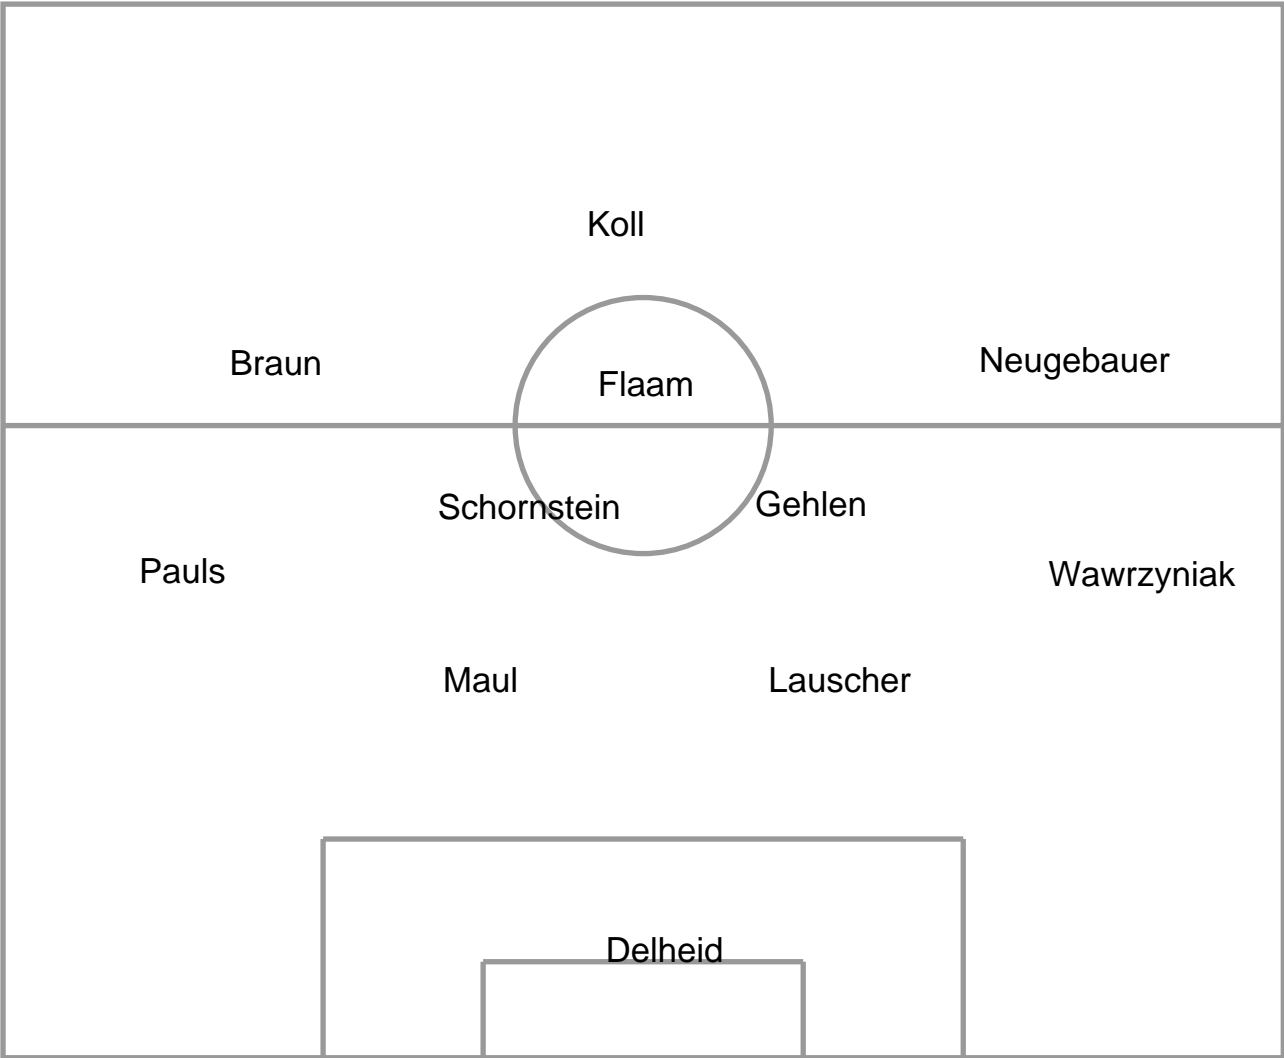 Koll
Braun
Flaam
Neugebauer
Schornstein
Gehlen
Pauls
Wawrzyniak
Maul
Lauscher
Delheid